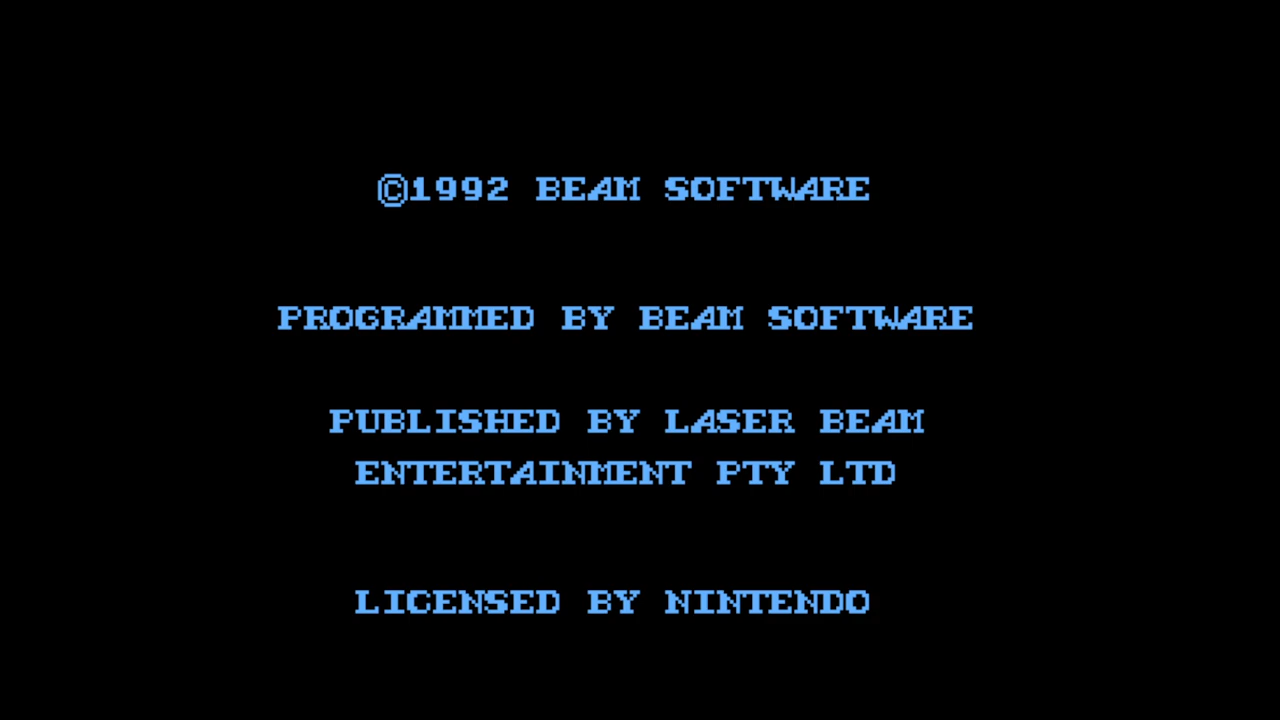 ©1992 BEAM SOFTWARE
PROGRAMMED BY BEAM SOFTWARE
PUBLISHED BY LASER BEAM
ENTERTAINMENT PTY LTD
LICENSED BY NINTENDO